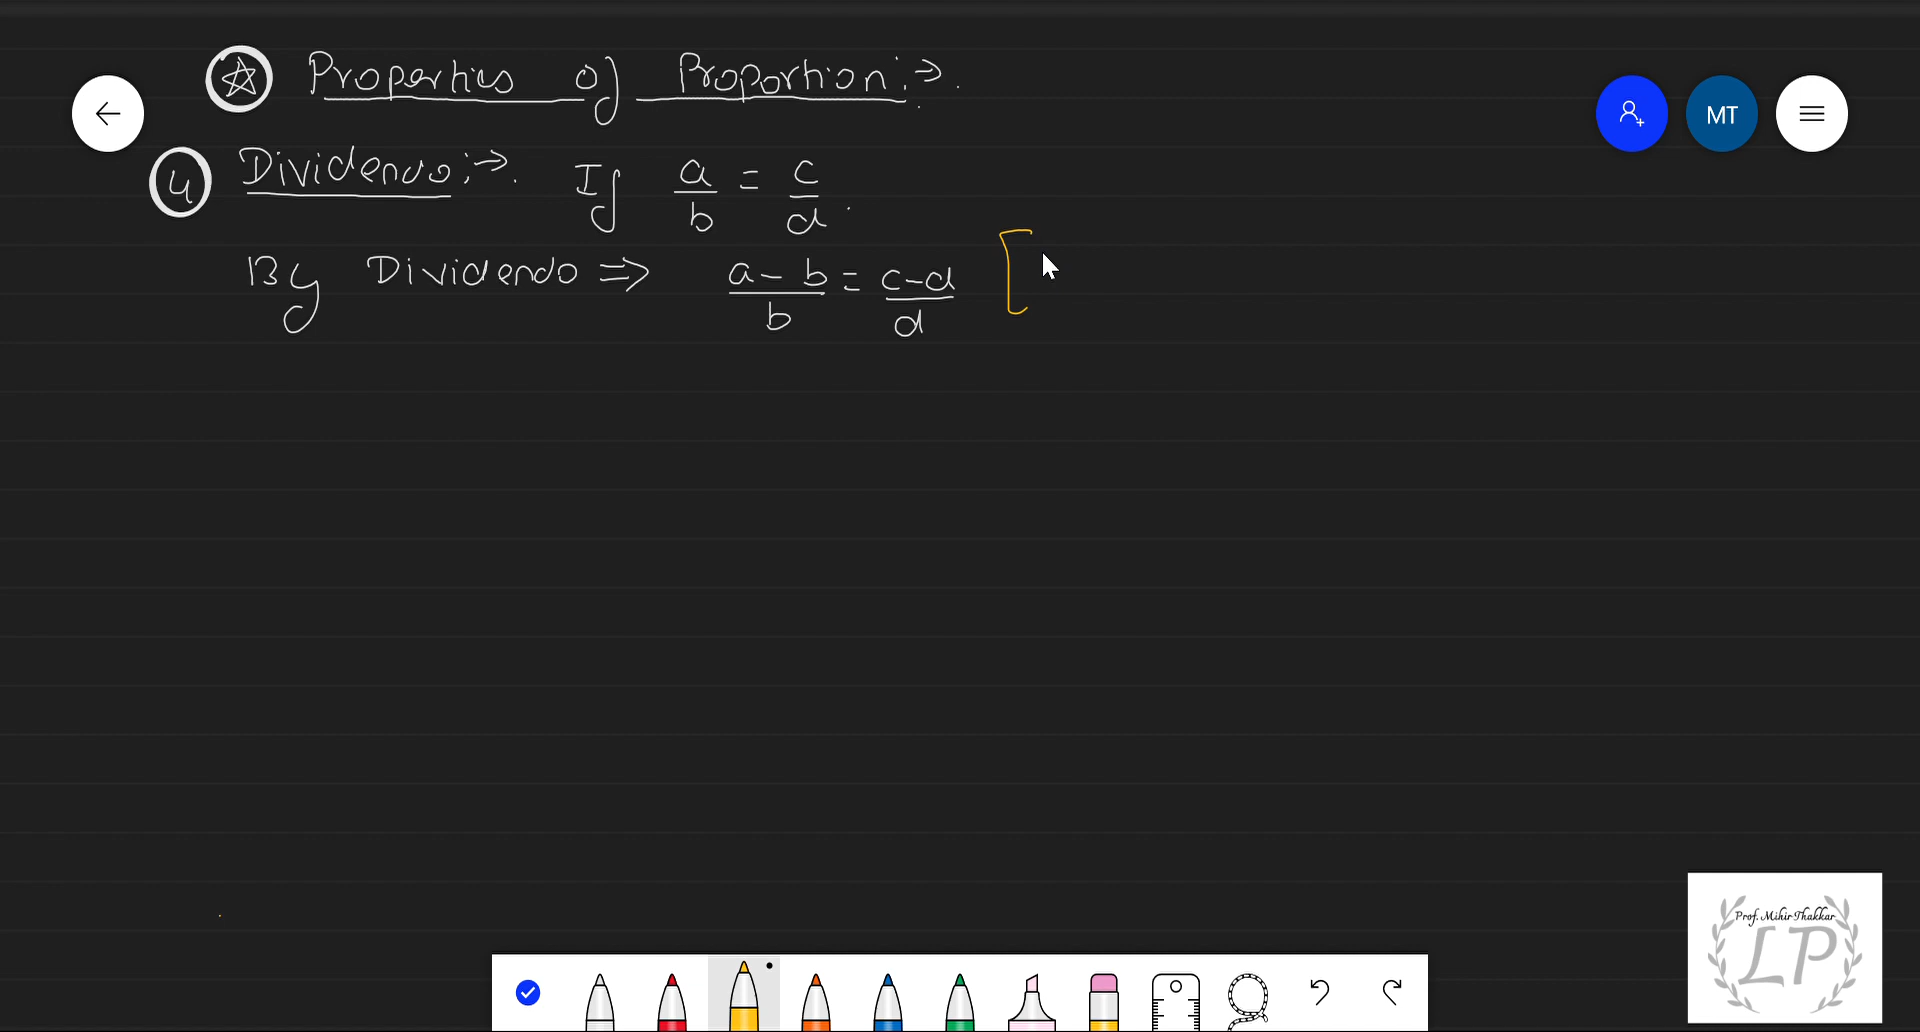 Properties of Proportion :→.
MT
4 Dividendo :→. If a/b = c/d.
By Dividendo ⇒ a - b/b = c-d/d [
Prof. Mihir Thakkar
LP